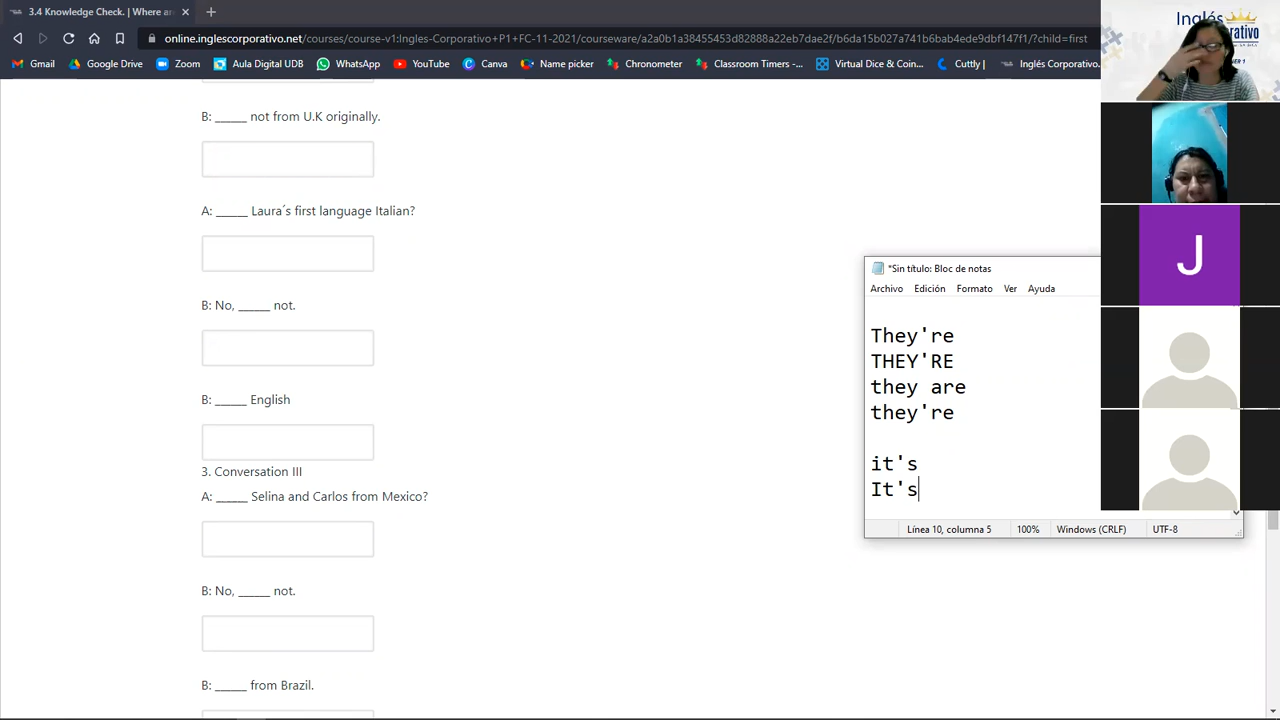 3.4 Knowledge Check. | Where ar
online.inglescorporativo.net/courses/course-v1:Ingles-Corporativo+P1+FC-11-2021/courseware/a2a0b1a38455453d8288a22eb7d3e2f/b6da15b027a741b6bab4ede9dbf147f1/?child=first
Gmail
Google Drive
Zoom
Aula Digital UDB
WhatsApp
YouTube
Canva
Name picker
Chronometer
Classroom Timers -...
Virtual Dice & Coin...
Cuttly |
Inglés Corporativo.
Inglés
B: _____ not from U.K originally.
A: _____ Laura´s first language Italian?
B: No, _____ not.
B: _____ English
3. Conversation III
A: _____ Selina and Carlos from Mexico?
B: No, _____ not.
B: _____ from Brazil.
*Sin título: Bloc de notas
Archivo Edición Formato Ver Ayuda
They're
THEY'RE
they are
they're
it's
It's
Línea 10, columna 5 100% Windows (CRLF) UTF-8
J